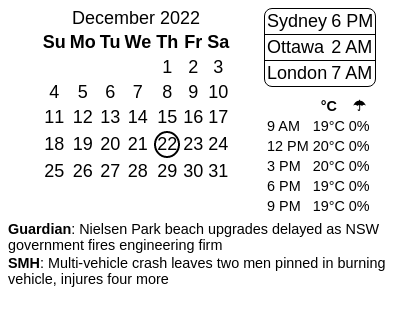 December 2022
Su Mo Tu We Th Fr Sa
1 2 3
4 5 6 7 8 9 10
11 12 13 14 15 16 17
18 19 20 21 22 23 24
25 26 27 28 29 30 31
Sydney 6 PM
Ottawa 2 AM
London 7 AM
°C ☂
9 AM 19°C 0%
12 PM 20°C 0%
3 PM 20°C 0%
6 PM 19°C 0%
9 PM 19°C 0%
Guardian: Nielsen Park beach upgrades delayed as NSW
government fires engineering firm
SMH: Multi-vehicle crash leaves two men pinned in burning
vehicle, injures four more